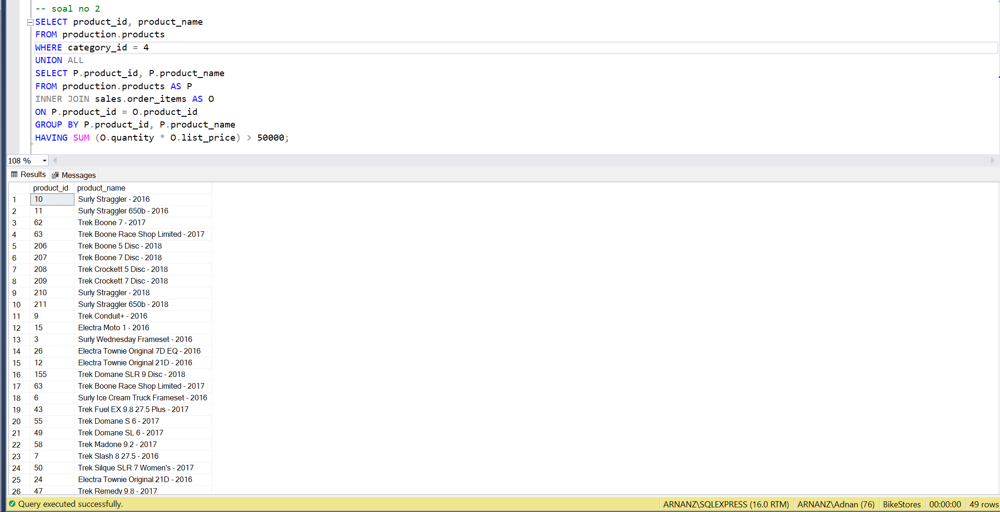 -- soal no 2
SELECT product_id, product_name
FROM production.products
WHERE category_id = 4
UNION ALL
SELECT P.product_id, P.product_name
FROM production.products AS P
INNER JOIN sales.order_items AS O
ON P.product_id = O.product_id
GROUP BY P.product_id, P.product_name
HAVING SUM (O.quantity * O.list_price) > 50000;
108 %
Results Messages
product_id product_name
1 10 Surly Straggler - 2016
2 11 Surly Straggler 650b - 2016
3 62 Trek Boone 7 - 2017
4 63 Trek Boone Race Shop Limited - 2017
5 206 Trek Boone 5 Disc - 2018
6 207 Trek Boone 7 Disc - 2018
7 208 Trek Crockett 5 Disc - 2018
8 209 Trek Crockett 7 Disc - 2018
9 210 Surly Straggler - 2018
10 211 Surly Straggler 650b - 2018
11 9 Trek Conduit+ - 2016
12 15 Electra Moto 1 - 2016
13 3 Surly Wednesday Frameset - 2016
14 26 Electra Townie Original 7D EQ - 2016
15 12 Electra Townie Original 21D - 2016
16 155 Trek Domane SLR 9 Disc - 2018
17 63 Trek Boone Race Shop Limited - 2017
18 6 Surly Ice Cream Truck Frameset - 2016
19 43 Trek Fuel EX 9.8 27.5 Plus - 2017
20 55 Trek Domane S 6 - 2017
21 49 Trek Domane SL 6 - 2017
22 58 Trek Madone 9.2 - 2017
23 7 Trek Slash 8 27.5 - 2016
24 50 Trek Silque SLR 7 Women's - 2017
25 24 Electra Townie Original 21D - 2016
26 47 Trek Remedy 9.8 - 2017
Query executed successfully. ARNANZ\SQLEXPRESS (16.0 RTM) ARNANZ\Adnan (76) BikeStores 00:00:00 49 rows